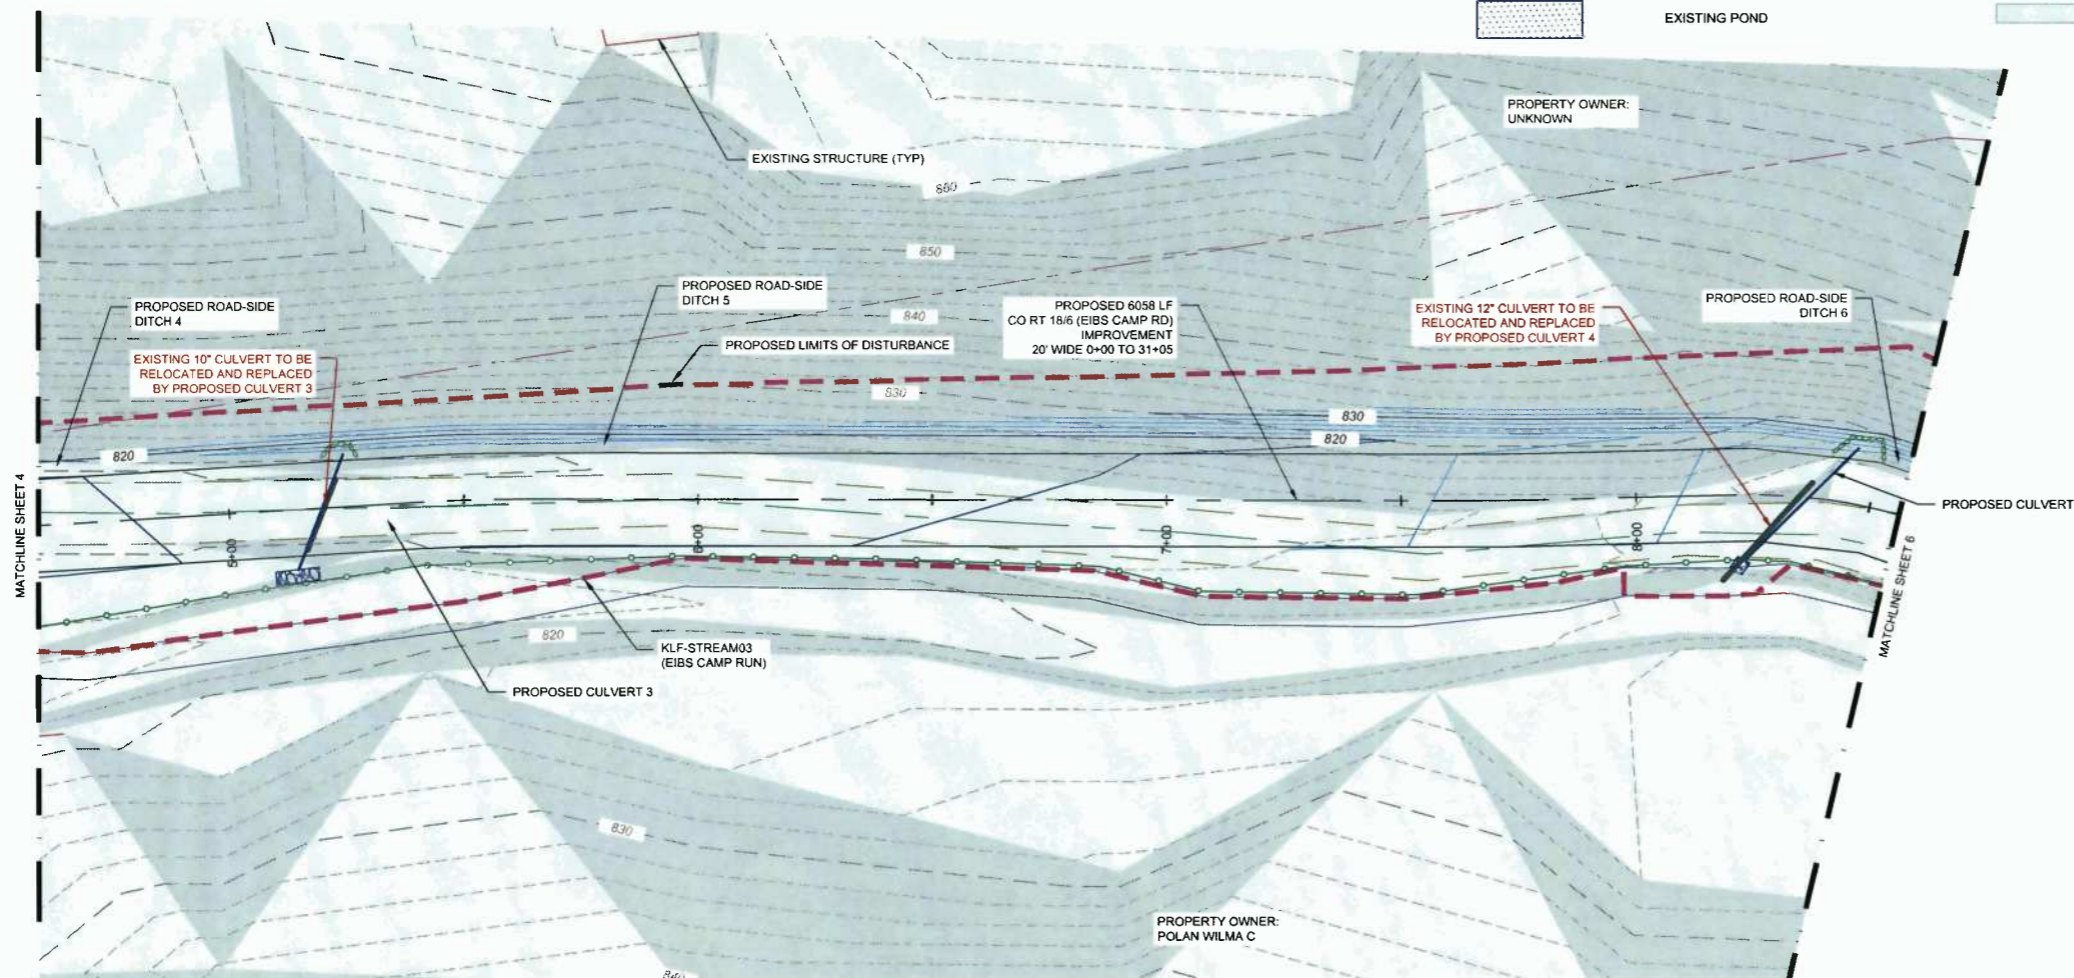 EXISTING POND
PROPERTY OWNER:
UNKNOWN
EXISTING STRUCTURE (TYP)
860
850
PROPOSED ROAD-SIDE
DITCH 4
PROPOSED ROAD-SIDE
DITCH 5
840
PROPOSED 6058 LF
CO RT 18/6 (EIBS CAMP RD)
IMPROVEMENT
20' WIDE 0+00 TO 31+05
EXISTING 12" CULVERT TO BE
RELOCATED AND REPLACED
BY PROPOSED CULVERT 4
PROPOSED ROAD-SIDE
DITCH 6
PROPOSED LIMITS OF DISTURBANCE
EXISTING 10" CULVERT TO BE
RELOCATED AND REPLACED
BY PROPOSED CULVERT 3
830
830
820
820
MATCHLINE SHEET 4
5+00
6+00
7+00
8+00
PROPOSED CULVERT
MATCHLINE SHEET 6
820
KLF-STREAM03
(EIBS CAMP RUN)
PROPOSED CULVERT 3
830
PROPERTY OWNER:
POLAN WILMA C
840